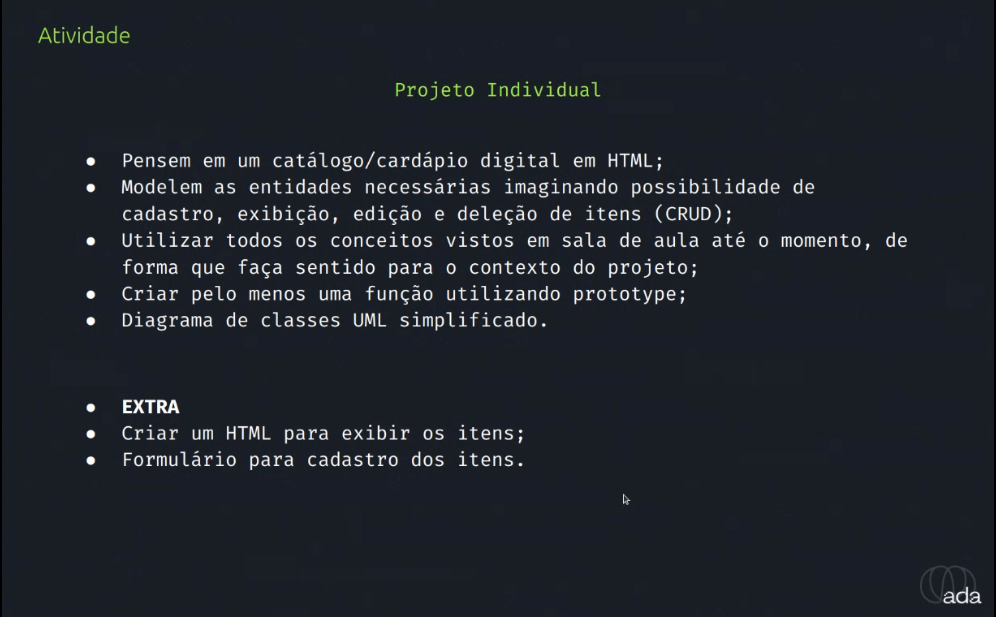 Atividade
Projeto Individual
● Pensem em um catálogo/cardápio digital em HTML;
● Modelem as entidades necessárias imaginando possibilidade de
cadastro, exibição, edição e deleção de itens (CRUD);
● Utilizar todos os conceitos vistos em sala de aula até o momento, de
forma que faça sentido para o contexto do projeto;
● Criar pelo menos uma função utilizando prototype;
● Diagrama de classes UML simplificado.
● EXTRA
● Criar um HTML para exibir os itens;
● Formulário para cadastro dos itens.
ada